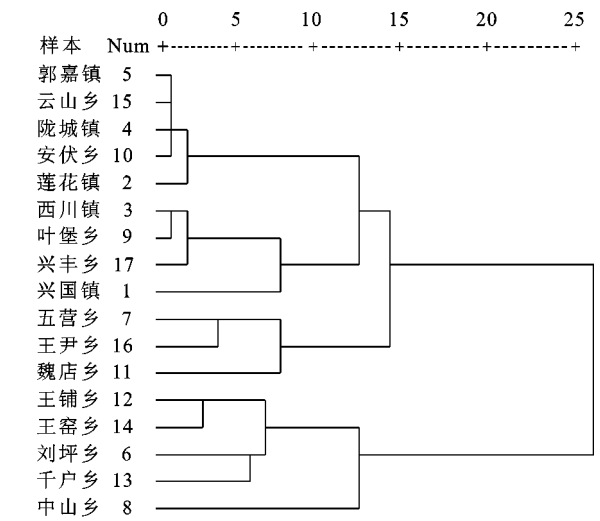 0 5 10 15 20 25
样本 Num +---------+---------+---------+---------+---------+
郭嘉镇 5
云山乡 15
陇城镇 4
安伏乡 10
莲花镇 2
西川镇 3
叶堡乡 9
兴丰乡 17
兴国镇 1
五营乡 7
王尹乡 16
魏店乡 11
王铺乡 12
王窑乡 14
刘坪乡 6
千户乡 13
中山乡 8